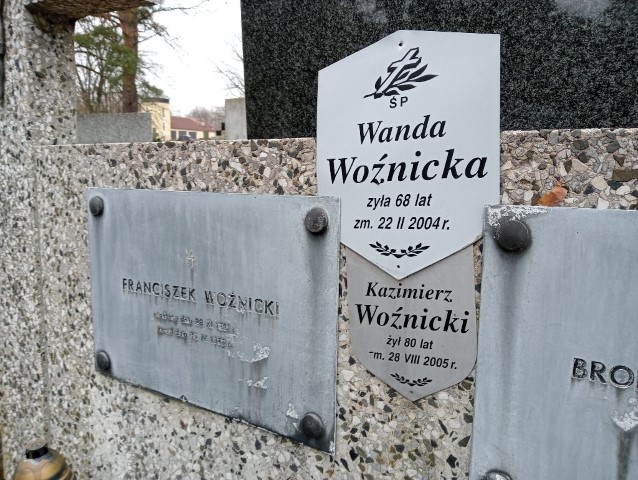 ŚP
Wanda
Woźnicka
zyła 68 lat
zm. 22 II 2004 r.
Kazimierz
Woźnicki
żył 80 lat
zm. 28 VIII 2005 r.
FRANCISZEK WOŹNICKI
BRO